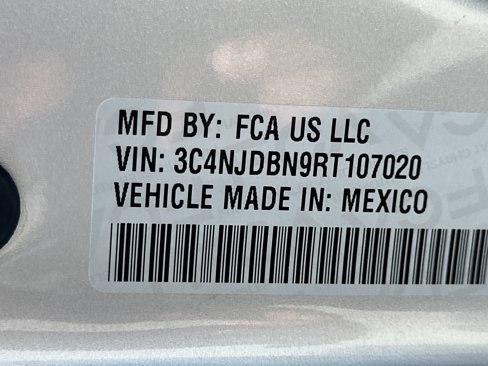 MFD BY: FCA US LLC
VIN: 3C4NJDBN9RT107020
VEHICLE MADE IN: MEXICO